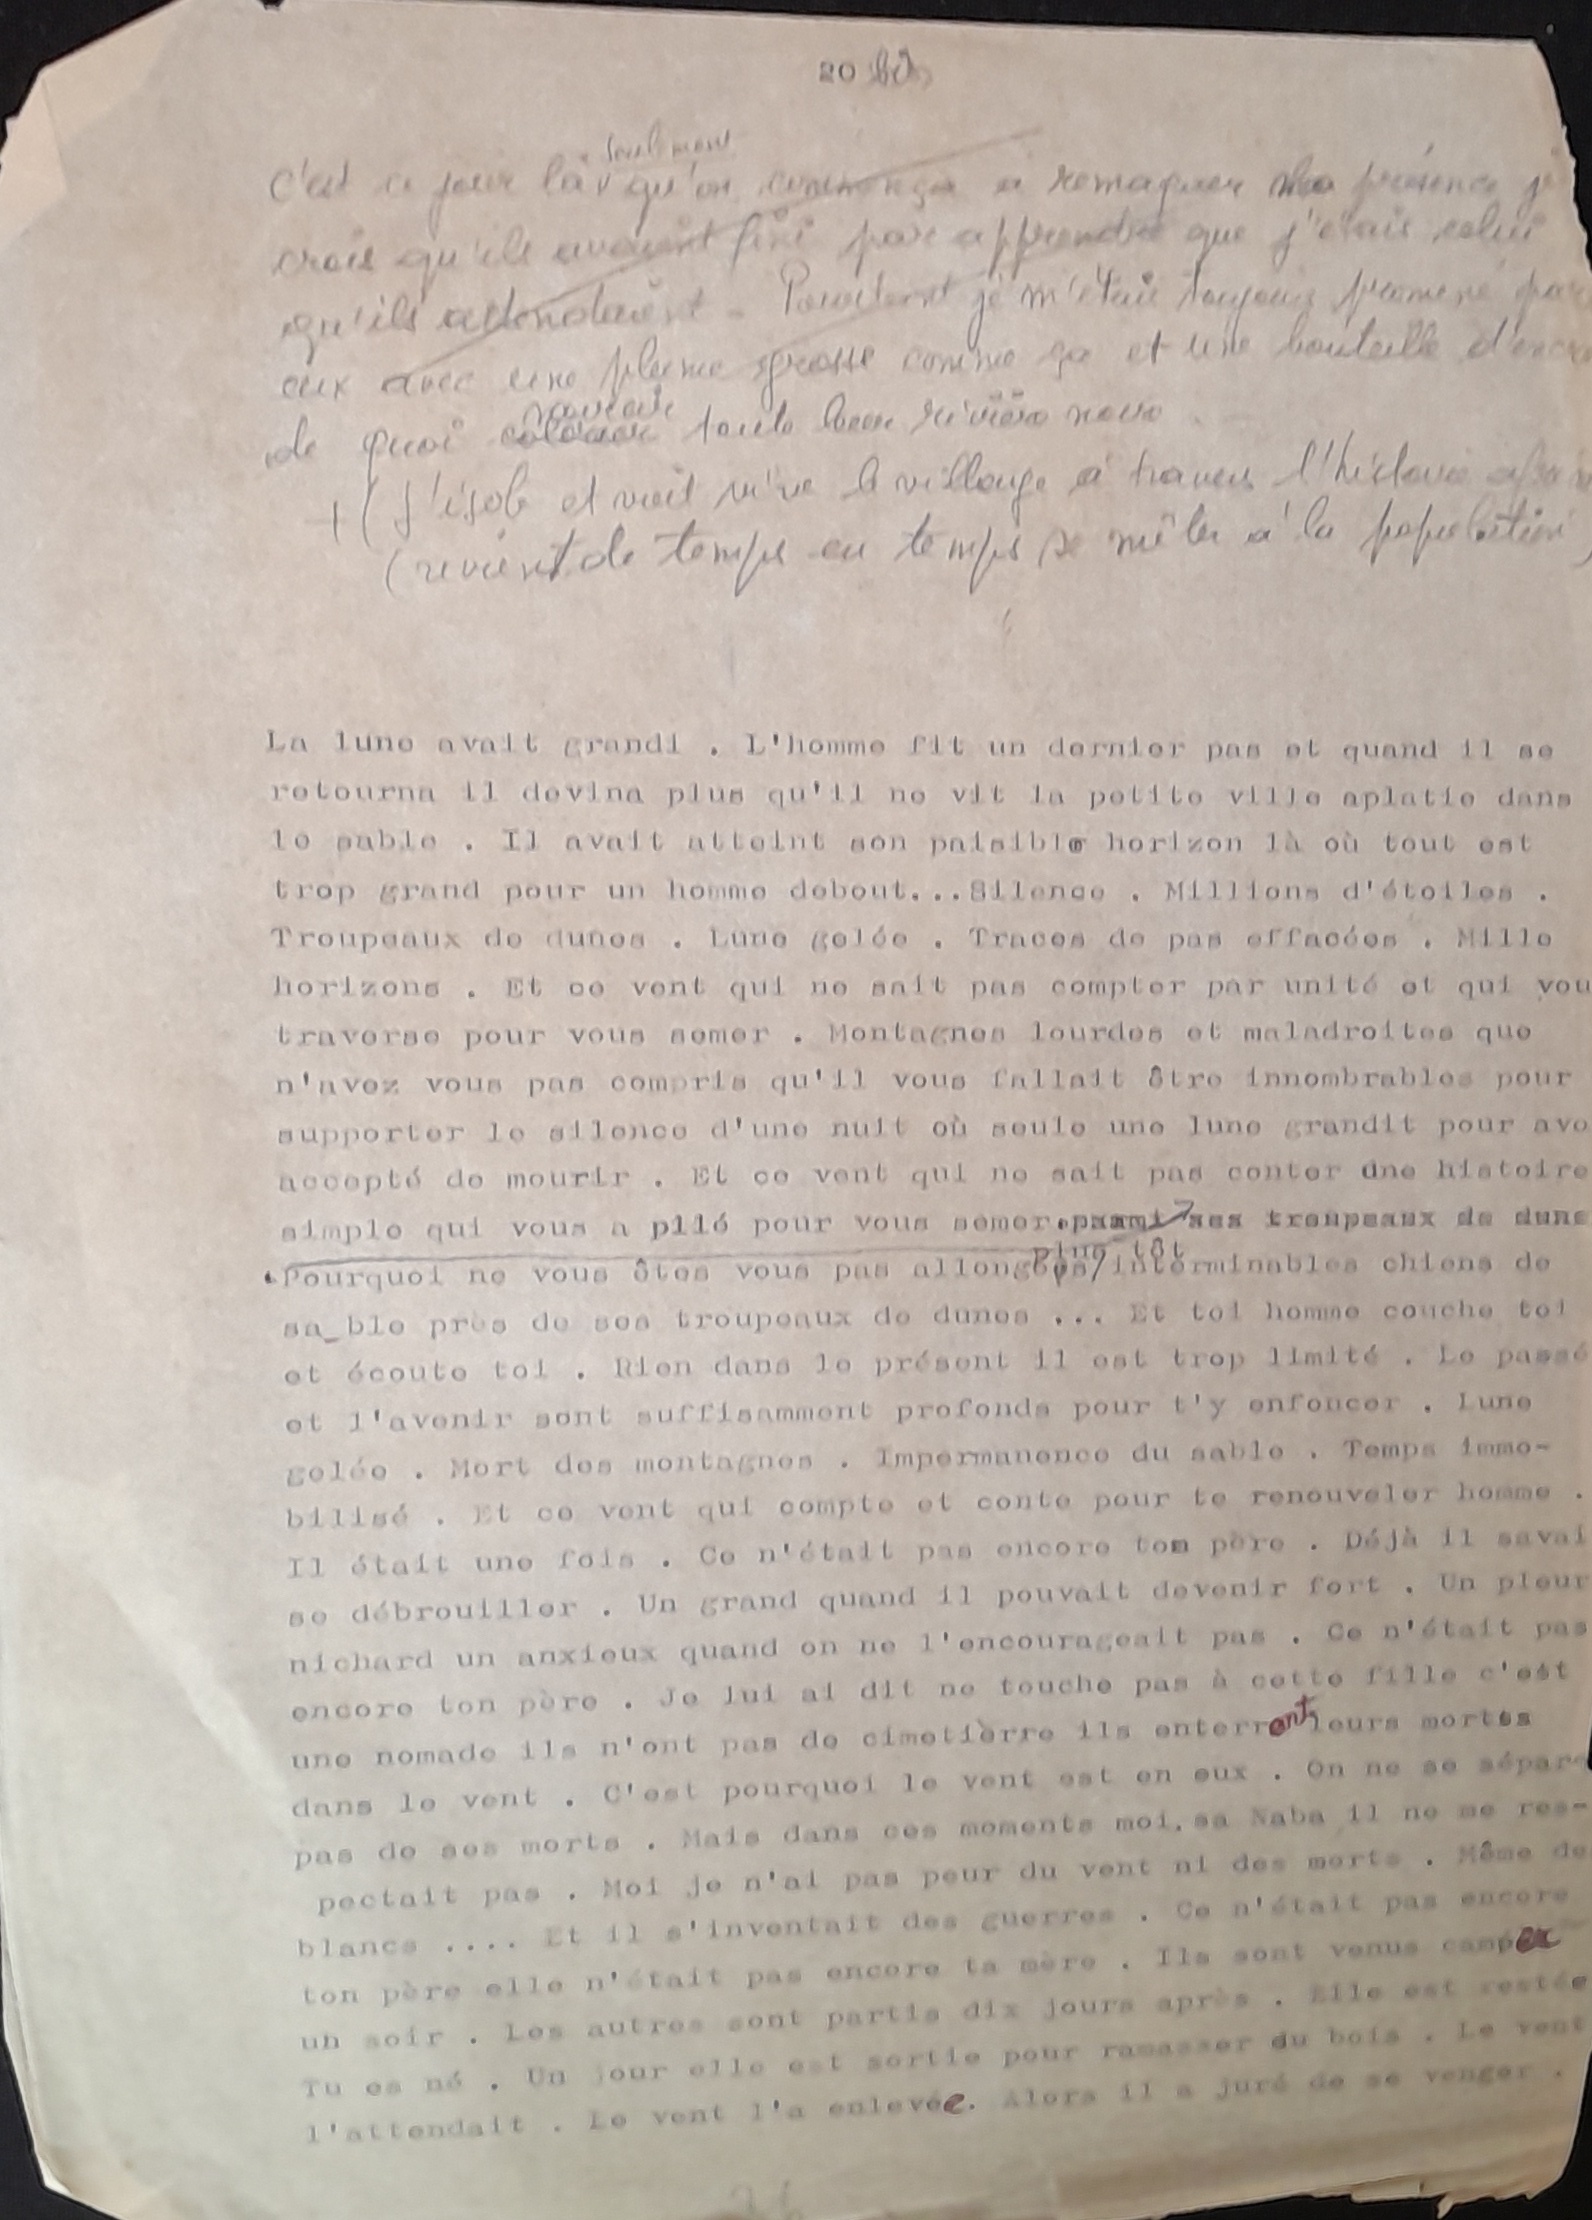 20 bis
seulement
C'est ce jour là qu'on commença a remaquer ma présence je
crois qu'ils avaient fini par apprendre que j'étais celui
qu'ils attendaient. Pourtant je m'étais toujours promené
eux avec une plume grosse comme ça et une bouteille d'encre
noircir
de quoi colorier toute leur rivière
+ ( s'isole et voit vivre le village à travers l'histoire
(revient de temps en temps se mêler à la population)
La lune avait grandi . L'homme fit un dernier pas et quand il se
retourna il devina plus qu'il ne vit la petite ville aplatie dans
le sable . Il avait atteint son paisible horizon là où tout est
trop grand pour un homme debout...Silence . Millions d'étoiles .
Troupeaux de dunes . Lune gelée . Traces de pas effacées . Mille
horizons . Et ce vent qui ne sait pas compter par unité et qui vou
traverse pour vous semer . Montagnes lourdes et maladroites que
n'avez vous pas compris qu'il vous fallait être innombrables pour
supporter le silence d'une nuit où seule une lune grandit pour avo
accepté de mourir . Et ce vent qui ne sait pas conter une histoire
simple qui vous a pilé pour vous semer parmi ses troupeaux de dune
plus tôt
.Pourquoi ne vous êtes vous pas allongées/interminables chiens de
sa_ble près de ses troupeaux de dunes ... Et toi homme couche toi
et écoute toi . Rien dans le présent il est trop limité . Le passé
et l'avenir sont suffisamment profonds pour t'y enfoncer . Lune
gelée . Mort des montagnes . Impermanence du sable . Temps immo-
bilisé . Et ce vent qui compte et conte pour te renouveler homme .
Il était une fois . Ce n'était pas encore ton père . Déjà il savai
se débrouiller . Un grand quand il pouvait devenir fort . Un pleur
nichard un anxieux quand on ne l'encourageait pas . Ce n'était pas
encore ton père . Je lui ai dit ne touche pas à cette fille c'est
une nomade ils n'ont pas de cimetièrre ils enterrent leurs mortss
dans le vent . C'est pourquoi le vent est en eux . On ne se sépare
pas de ses morts . Mais dans ces moments moi,sa Naba il ne me res-
pectait pas . Moi je n'ai pas peur du vent ni des morts . Même de
blancs .... Et il s'inventait des guerres . Ce n'était pas encore
ton père elle n'était pas encore ta mère . Ils sont venus camper
un soir . Les autres sont partis dix jours après . Elle est restée
Tu es né . Un jour elle est sortie pour ramasser du bois . Le vent
l'attendait . Le vent l'a enlevée. Alors il a juré de se venger .